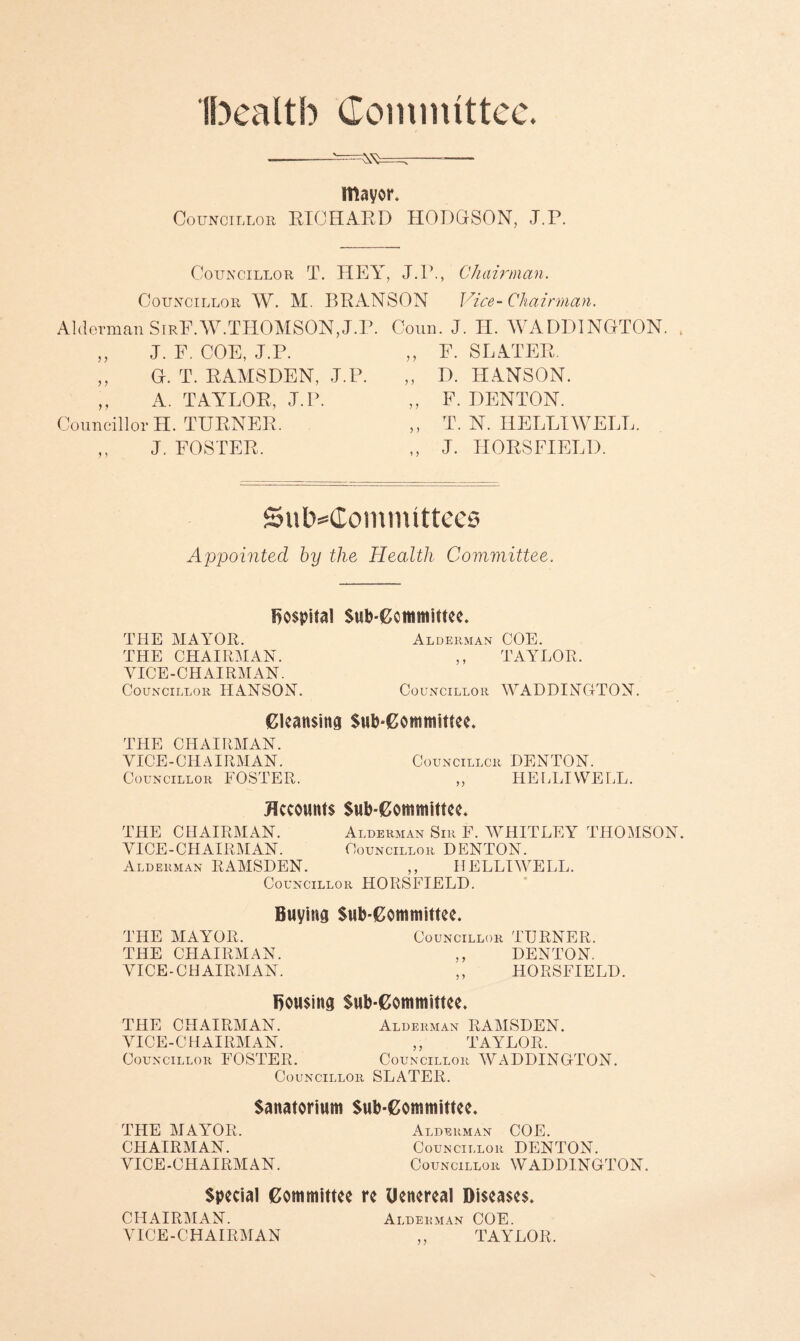 Health Committee.
Mayor.
Councillor RICHARD HODGSON, J.P.
Councillor T. HEY, J.P., Chairman.
Councillor W. M. BRANSON Vice-Chairman.
Alderman Sir F.W. THOMSON, J.P. Coun. J. H. WADDINGTON.
,, J. F. COE, J.P. ,, F. SLATER.
,, G. T. RAMSDEN, J.P. ,, D. HANSON.
,, A. TAYLOR, J.P. ,, F. DENTON.
Councillor H. TURNER. ,, T. N. HELLIWELL.
,, J. FOSTER. ,, J. HORSFIELD.
Sub-Committees
Appointed by the Health Committee.
Hospital Sub-Committee.
THE MAYOR. Alderman COE.
THE CHAIRMAN. ,, TAYLOR.
VICE-CHAIRMAN.
Councillor HANSON. Councillor WADDINGTON.
Cleansing Sub-Committee.
THE CHAIRMAN.
VICE-CHAIRMAN. Councillor DENTON.
Councillor FOSTER. ,, HELLIWELL.
Accounts Sub-Committee.
THE CHAIRMAN. Alderman Sir F. WHITLEY THOMSON.
VICE-CHAIRMAN. Councillor DENTON.
Alderman RAMSDEN. ,, HELLIWELL.
Councillor HORSFIELD.
Buying Sub-Committee.
THE MAYOR. Councillor TURNER.
THE CHAIRMAN. ,, DENTON.
VICE-CHAIRMAN. ,, HORSFIELD.
Housing Sub-Committee.
THE CHAIRMAN. Alderman RAMSDEN.
VICE-CHAIRMAN. ,, TAYLOR.
Councillor FOSTER. Councillor WADDINGTON.
Councillor SLATER.
Sanatorium Sub-Committee.
THE MAYOR. Alderman COE.
CHAIRMAN. Councillor DENTON.
VICE-CHAIRMAN. Councillor WADDINGTON.
Special Committee re Venereal Diseases.
CHAIRMAN. Alderman COE.
VICE-CHAIRMAN ,, TAYLOR.